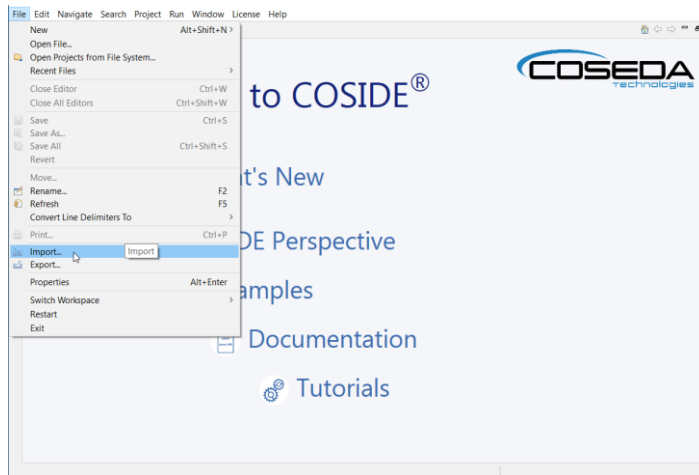 File Edit Navigate Search Project Run Window License Help
New Alt+Shift+N >
Open File...
Open Projects from File System...
Recent Files >
Close Editor Ctrl+W
Close All Editors Ctrl+Shift+W
Save Ctrl+S
Save As...
Save All Ctrl+Shift+S
Revert
Move...
Rename... F2
Refresh F5
Convert Line Delimiters To >
Print... Ctrl+P
Import... Import
Export...
Properties Alt+Enter
Switch Workspace >
Restart
Exit
COSEDA
Technologies
to COSIDE®
t's New
DE Perspective
amples
Documentation
Tutorials